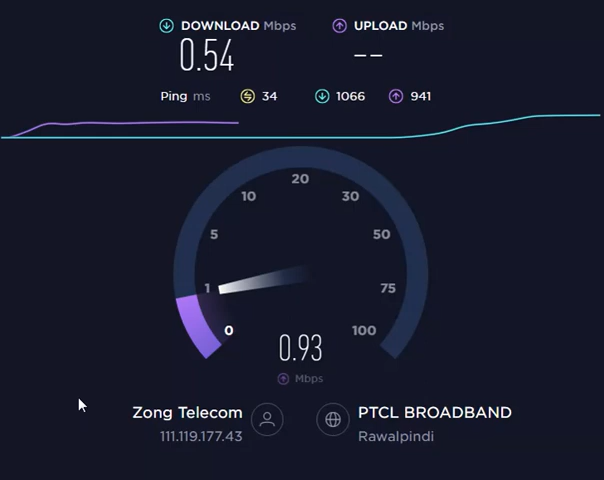 DOWNLOAD Mbps
UPLOAD Mbps
0.54
--
Ping ms 34 1066 941
20
10
30
5
50
1
75
0
100
0.93
Mbps
Zong Telecom
111.119.177.43
PTCL BROADBAND
Rawalpindi